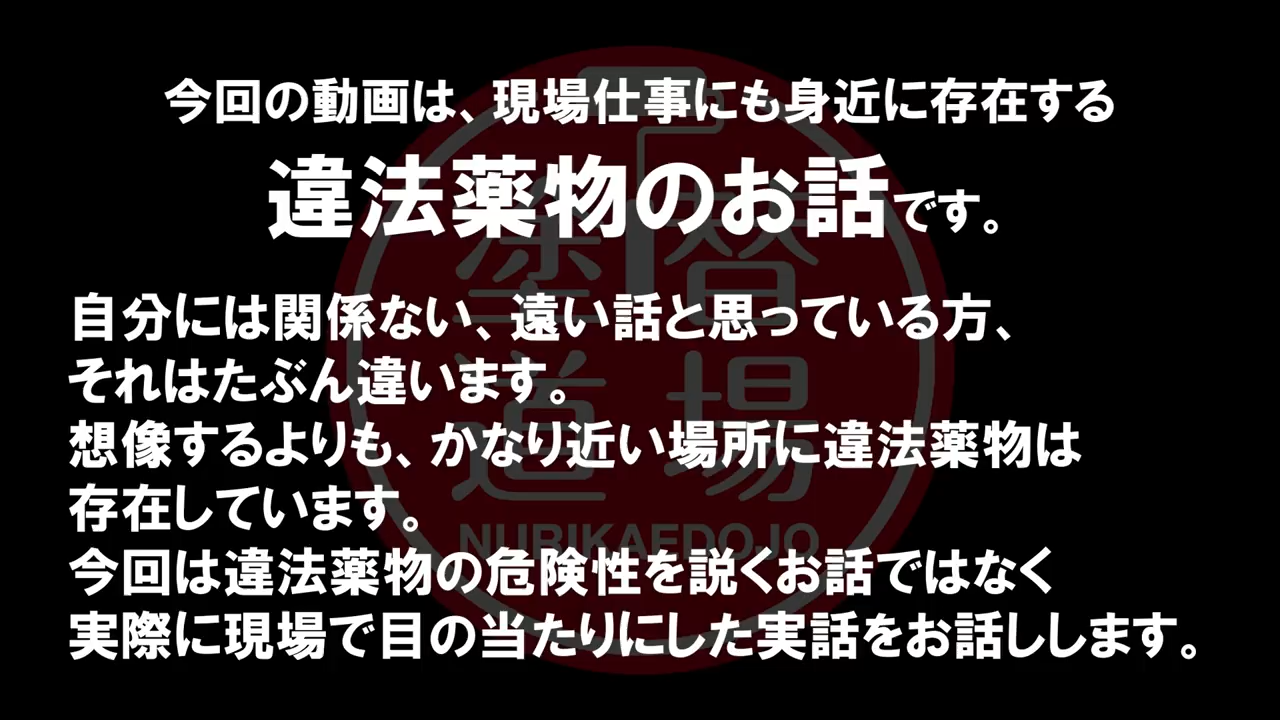 今回の動画は、現場仕事にも身近に存在する
違法薬物のお話です。
自分には関係ない、遠い話と思っている方、
それはたぶん違います。
想像するよりも、かなり近い場所に違法薬物は
存在しています。
今回は違法薬物の危険性を説くお話ではなく
実際に現場で目の当たりにした実話をお話しします。
塗替
道場
NURIKAEDOJO